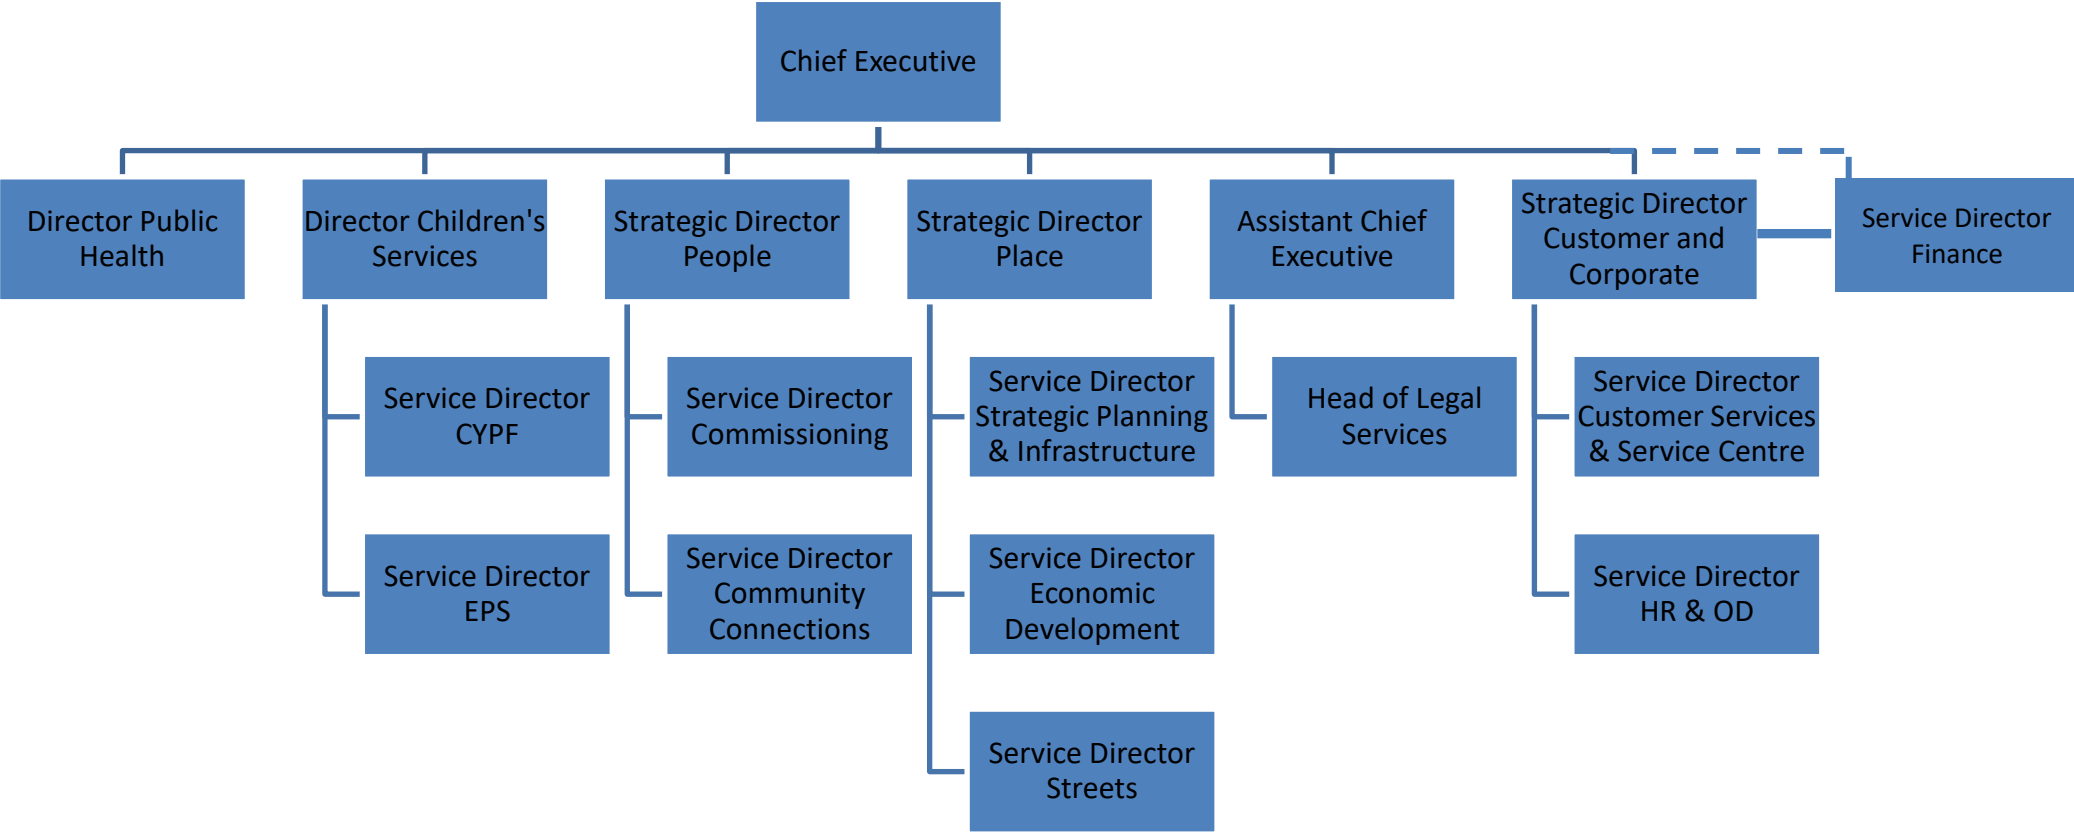 Chief Executive
Director Public
Health
Director Children's
Services
Strategic Director
People
Strategic Director
Place
Assistant Chief
Executive
Strategic Director
Customer and
Corporate
Service Director
Finance
Service Director
CYPF
Service Director
Commissioning
Service Director
Strategic Planning
& Infrastructure
Head of Legal
Services
Service Director
Customer Services
& Service Centre
Service Director
EPS
Service Director
Community
Connections
Service Director
Economic
Development
Service Director
HR & OD
Service Director
Streets